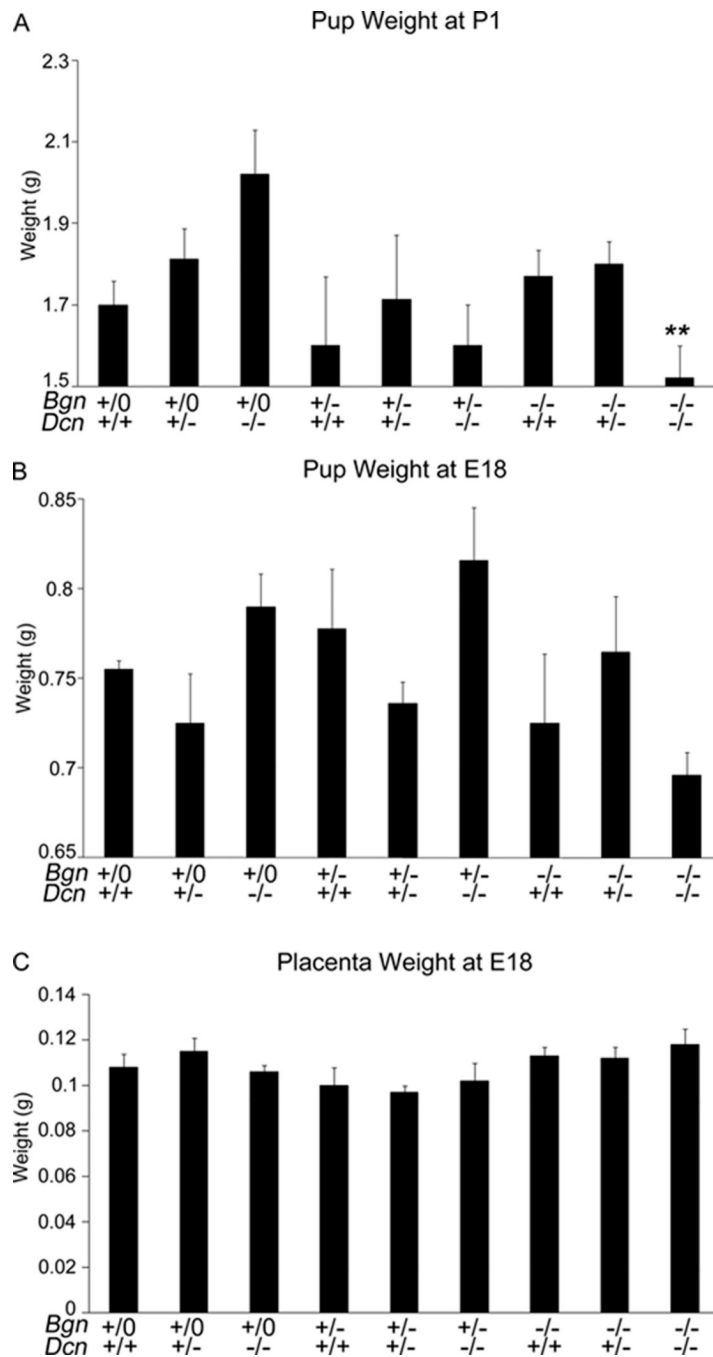 A
Pup Weight at P1
2.3
2.1
1.9
1.7
1.5
Weight (g)
**
Bgn +/0 +/0 +/0 +/- +/- +/- -/- -/- -/-
Dcn +/+ +/- -/- +/+ +/- -/- +/+ +/- -/-
B
Pup Weight at E18
0.85
0.8
0.75
0.7
0.65
Weight (g)
Bgn +/0 +/0 +/0 +/- +/- +/- -/- -/- -/-
Dcn +/+ +/- -/- +/+ +/- -/- +/+ +/- -/-
C
Placenta Weight at E18
0.14
0.12
0.1
0.08
0.06
0.04
0.02
0
Weight (g)
Bgn +/0 +/0 +/0 +/- +/- +/- -/- -/- -/-
Dcn +/+ +/- -/- +/+ +/- -/- +/+ +/- -/-